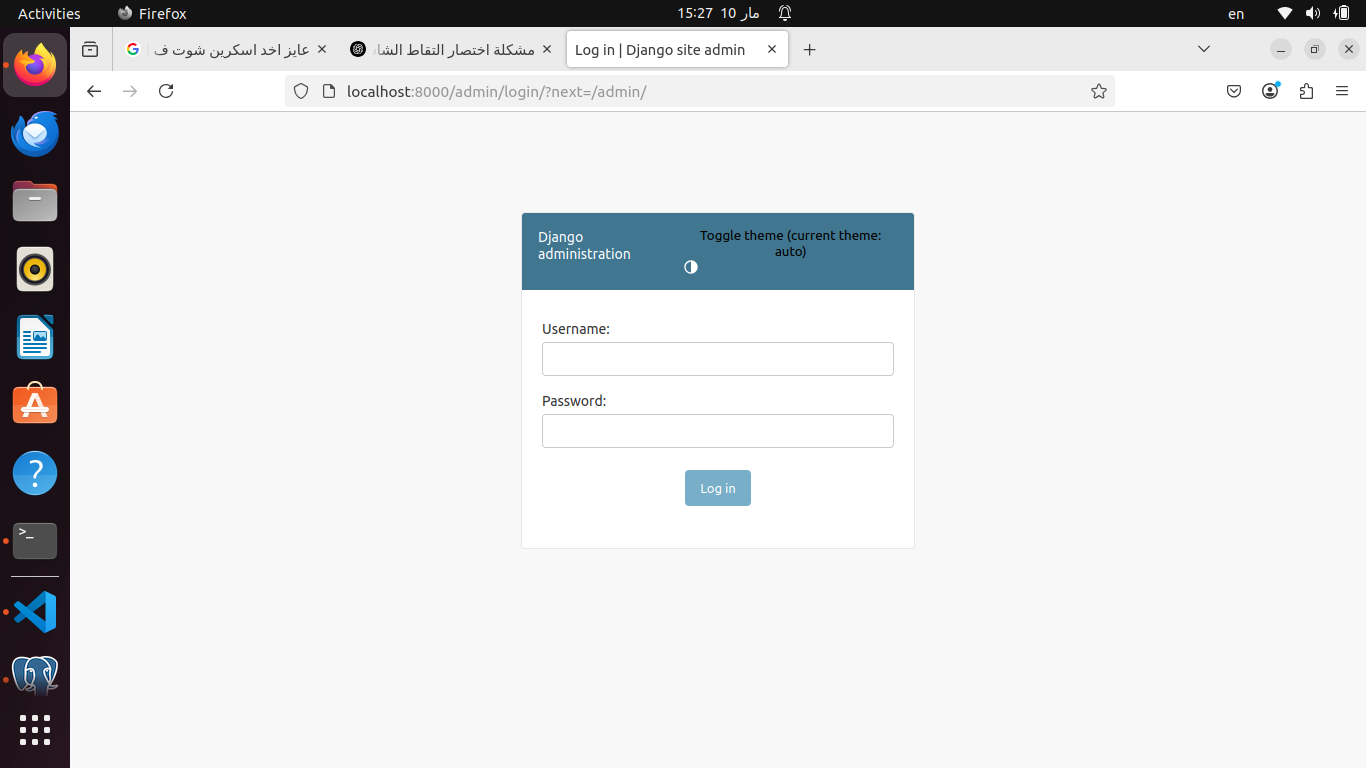 Activities
Firefox
مار 10 15:27
en
عايز اخد اسكرين شوت ف
مشكلة اختصار التقاط الشا
Log in | Django site admin
localhost:8000/admin/login/?next=/admin/
Django
administration
Toggle theme (current theme:
auto)
Username:
Password:
Log in